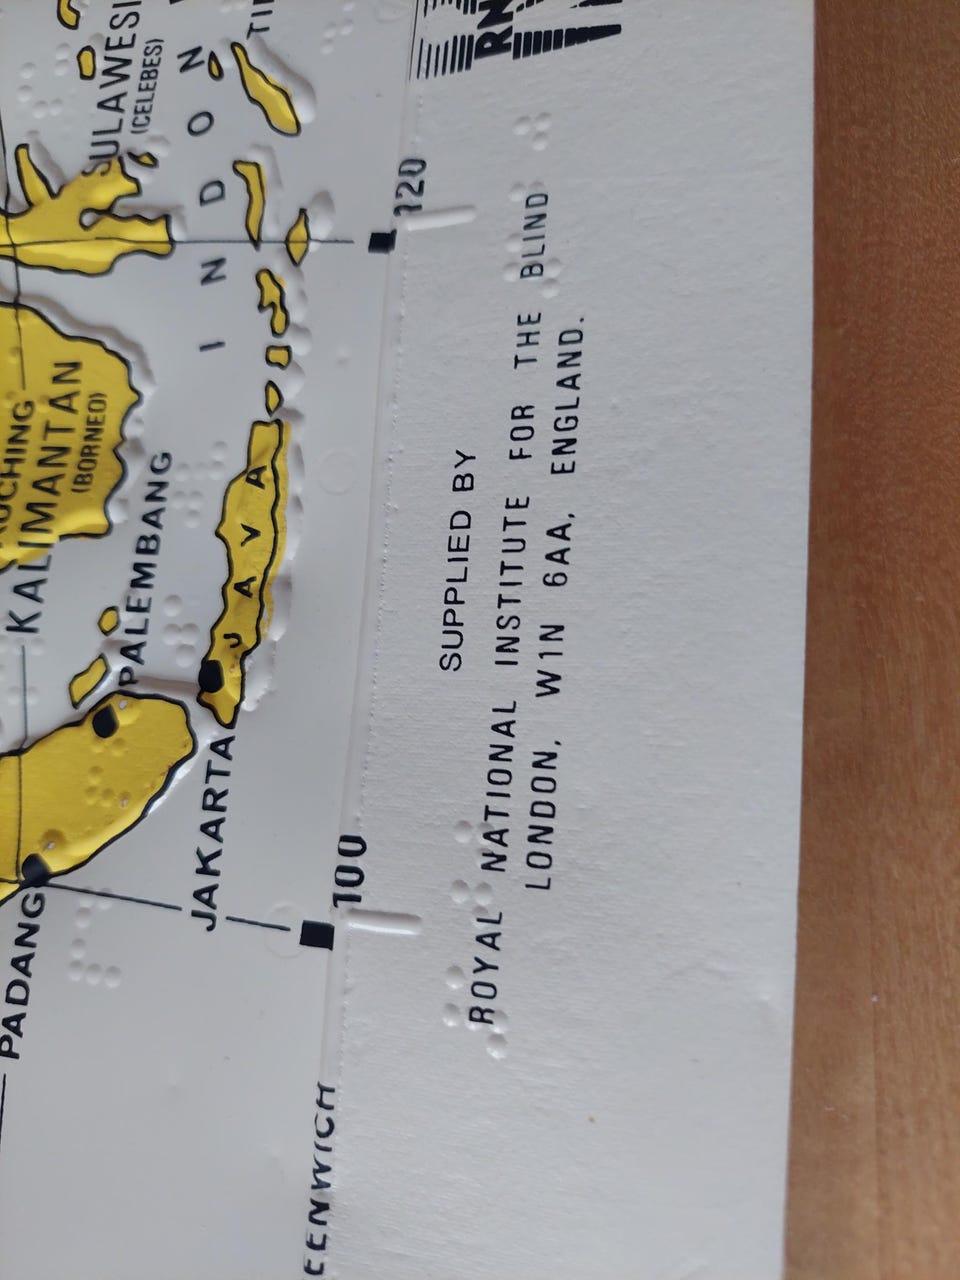 SULAWESI
(CELEBES)
KALIMANTAN
(BORNEO)
PALEMBANG
I N D O N
JAVA
JAKARTA
PADANG
120
100
SUPPLIED BY
ROYAL NATIONAL INSTITUTE FOR THE BLIND
LONDON, W1N 6AA, ENGLAND.